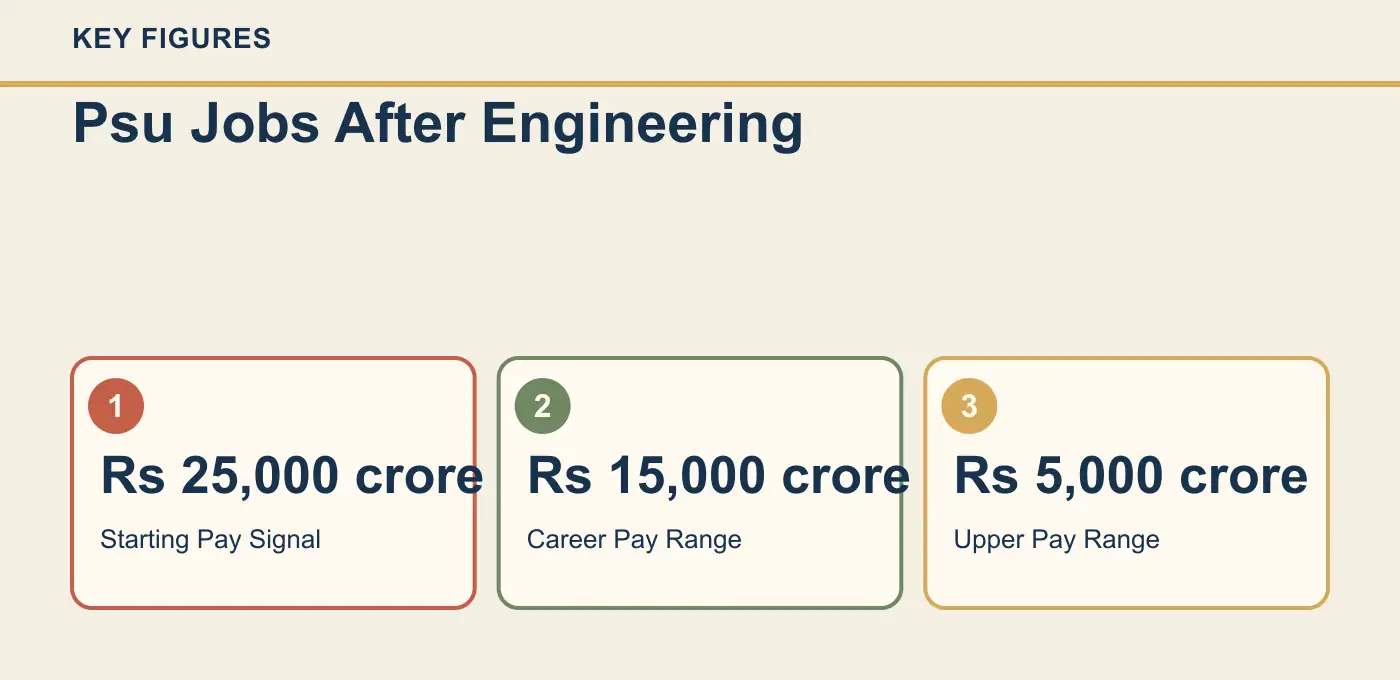 KEY FIGURES
Psu Jobs After Engineering
1
Rs 25,000 crore
Starting Pay Signal
2
Rs 15,000 crore
Career Pay Range
3
Rs 5,000 crore
Upper Pay Range